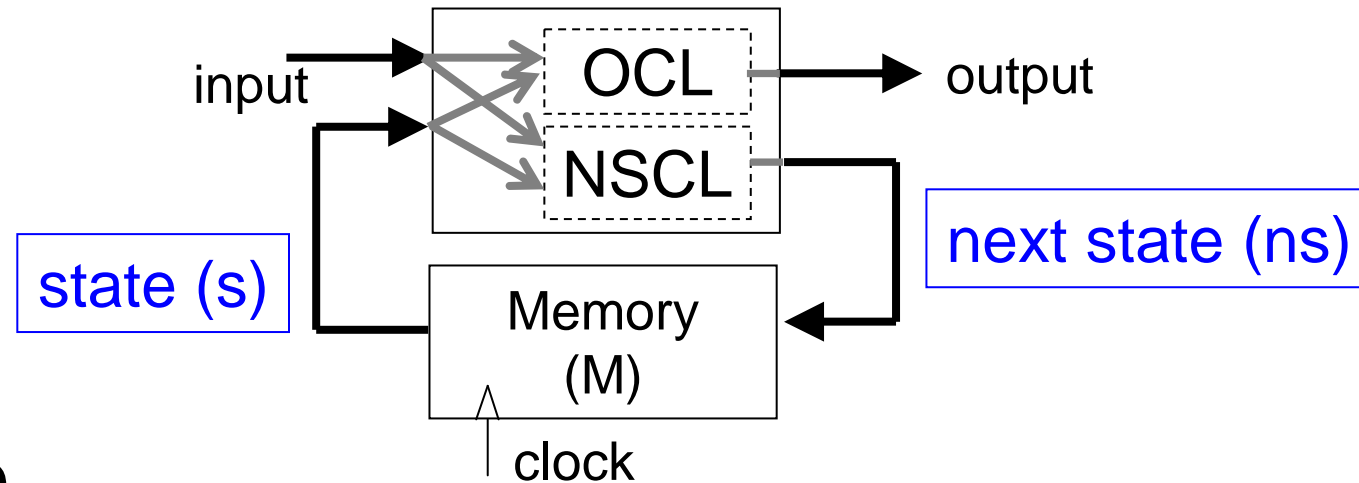 input
OCL
output
NSCL
state (s)
next state (ns)
Memory
(M)
clock